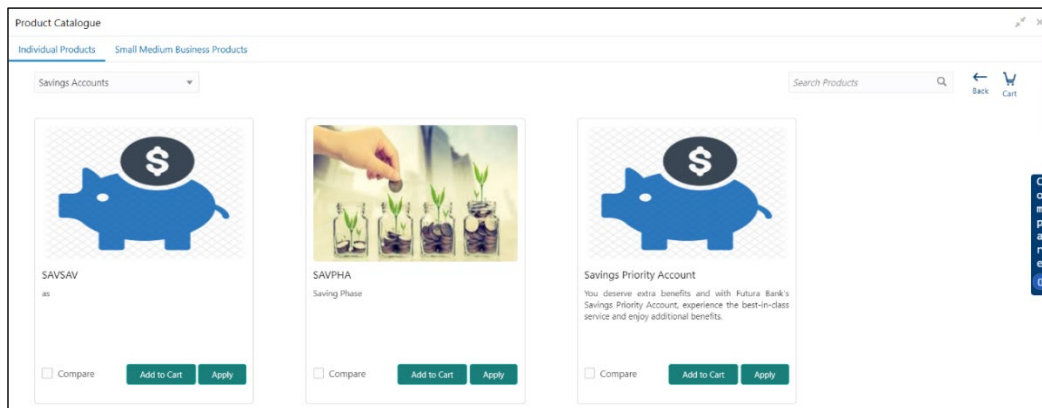 Product Catalogue
Individual Products Small Medium Business Products
Savings Accounts
Search Products
Back
Cart
$
SAVSAV
as
Compare Add to Cart Apply
SAVPHA
Saving Phase
Compare Add to Cart Apply
$
Savings Priority Account
You deserve extra benefits and with Futura Bank's
Savings Priority Account, experience the best-in-class
service and enjoy additional benefits.
Compare Add to Cart Apply
Compare